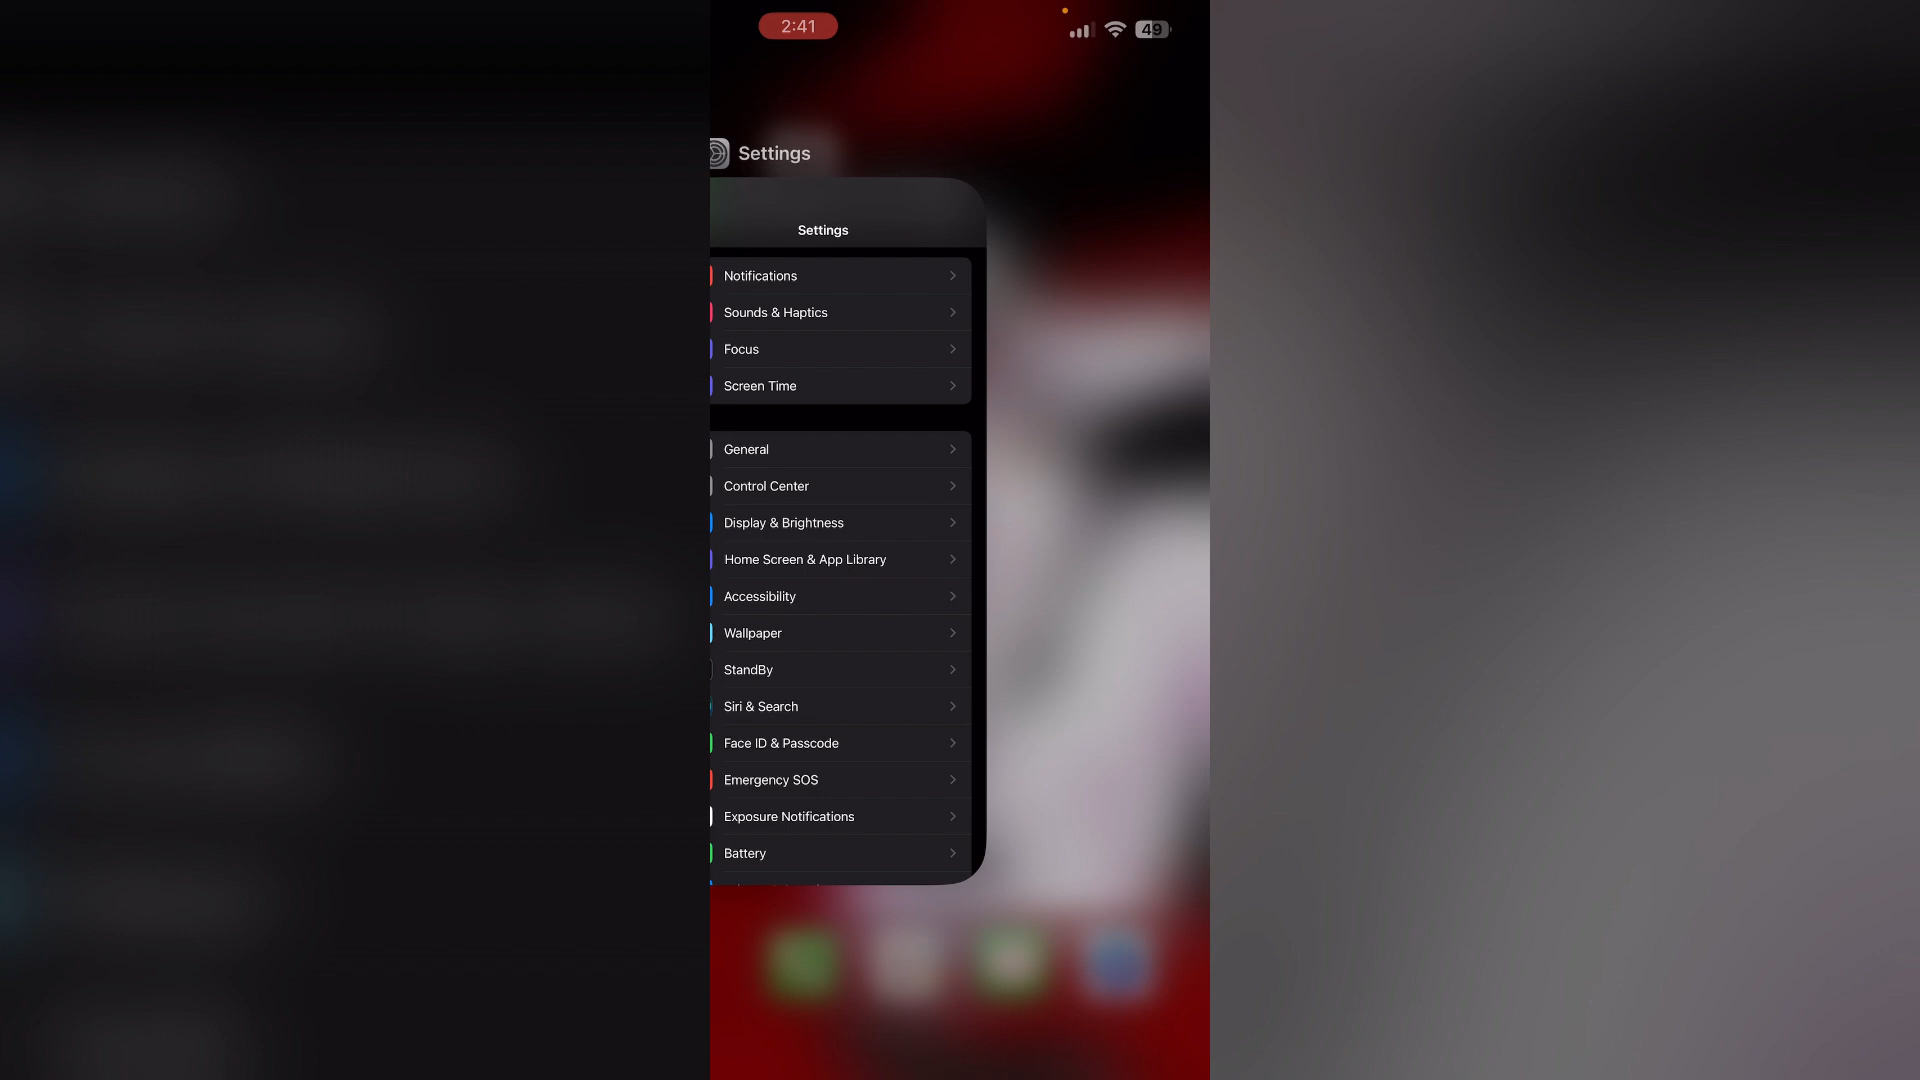 2:41
49
Settings
Settings
Notifications
Sounds & Haptics
Focus
Screen Time
General
Control Center
Display & Brightness
Home Screen & App Library
Accessibility
Wallpaper
StandBy
Siri & Search
Face ID & Passcode
Emergency SOS
Exposure Notifications
Battery